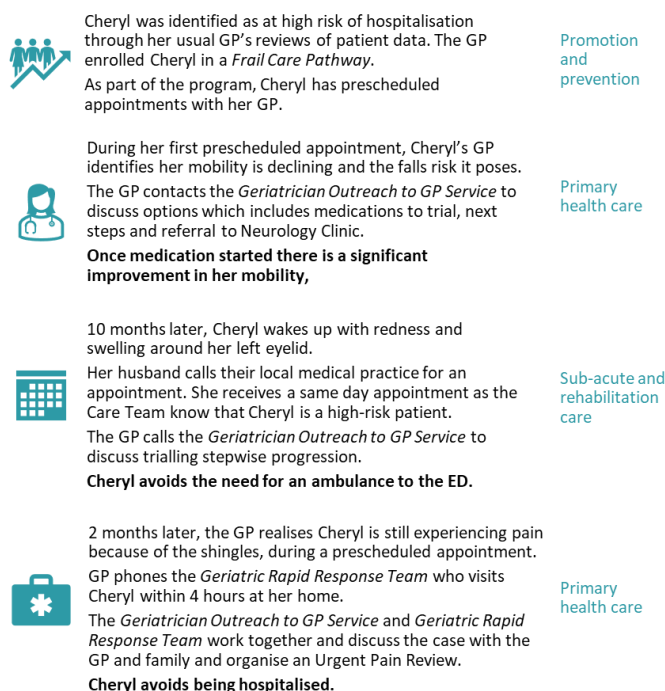 Cheryl was identified as at high risk of hospitalisation
through her usual GP's reviews of patient data. The GP
enrolled Cheryl in a Frail Care Pathway.
As part of the program, Cheryl has prescheduled
appointments with her GP.
Promotion
and
prevention
During her first prescheduled appointment, Cheryl's GP
identifies her mobility is declining and the falls risk it poses.
The GP contacts the Geriatrician Outreach to GP Service to
discuss options which includes medications to trial, next
steps and referral to Neurology Clinic.
Once medication started there is a significant
improvement in her mobility,
Primary
health care
10 months later, Cheryl wakes up with redness and
swelling around her left eyelid.
Her husband calls their local medical practice for an
appointment. She receives a same day appointment as the
Care Team know that Cheryl is a high-risk patient.
The GP calls the Geriatrician Outreach to GP Service to
discuss trialling stepwise progression.
Cheryl avoids the need for an ambulance to the ED.
Sub-acute and
rehabilitation
care
2 months later, the GP realises Cheryl is still experiencing pain
because of the shingles, during a prescheduled appointment.
GP phones the Geriatric Rapid Response Team who visits
Cheryl within 4 hours at her home.
The Geriatrician Outreach to GP Service and Geriatric Rapid
Response Team work together and discuss the case with the
GP and family and organise an Urgent Pain Review.
Cheryl avoids being hospitalised.
Primary
health care